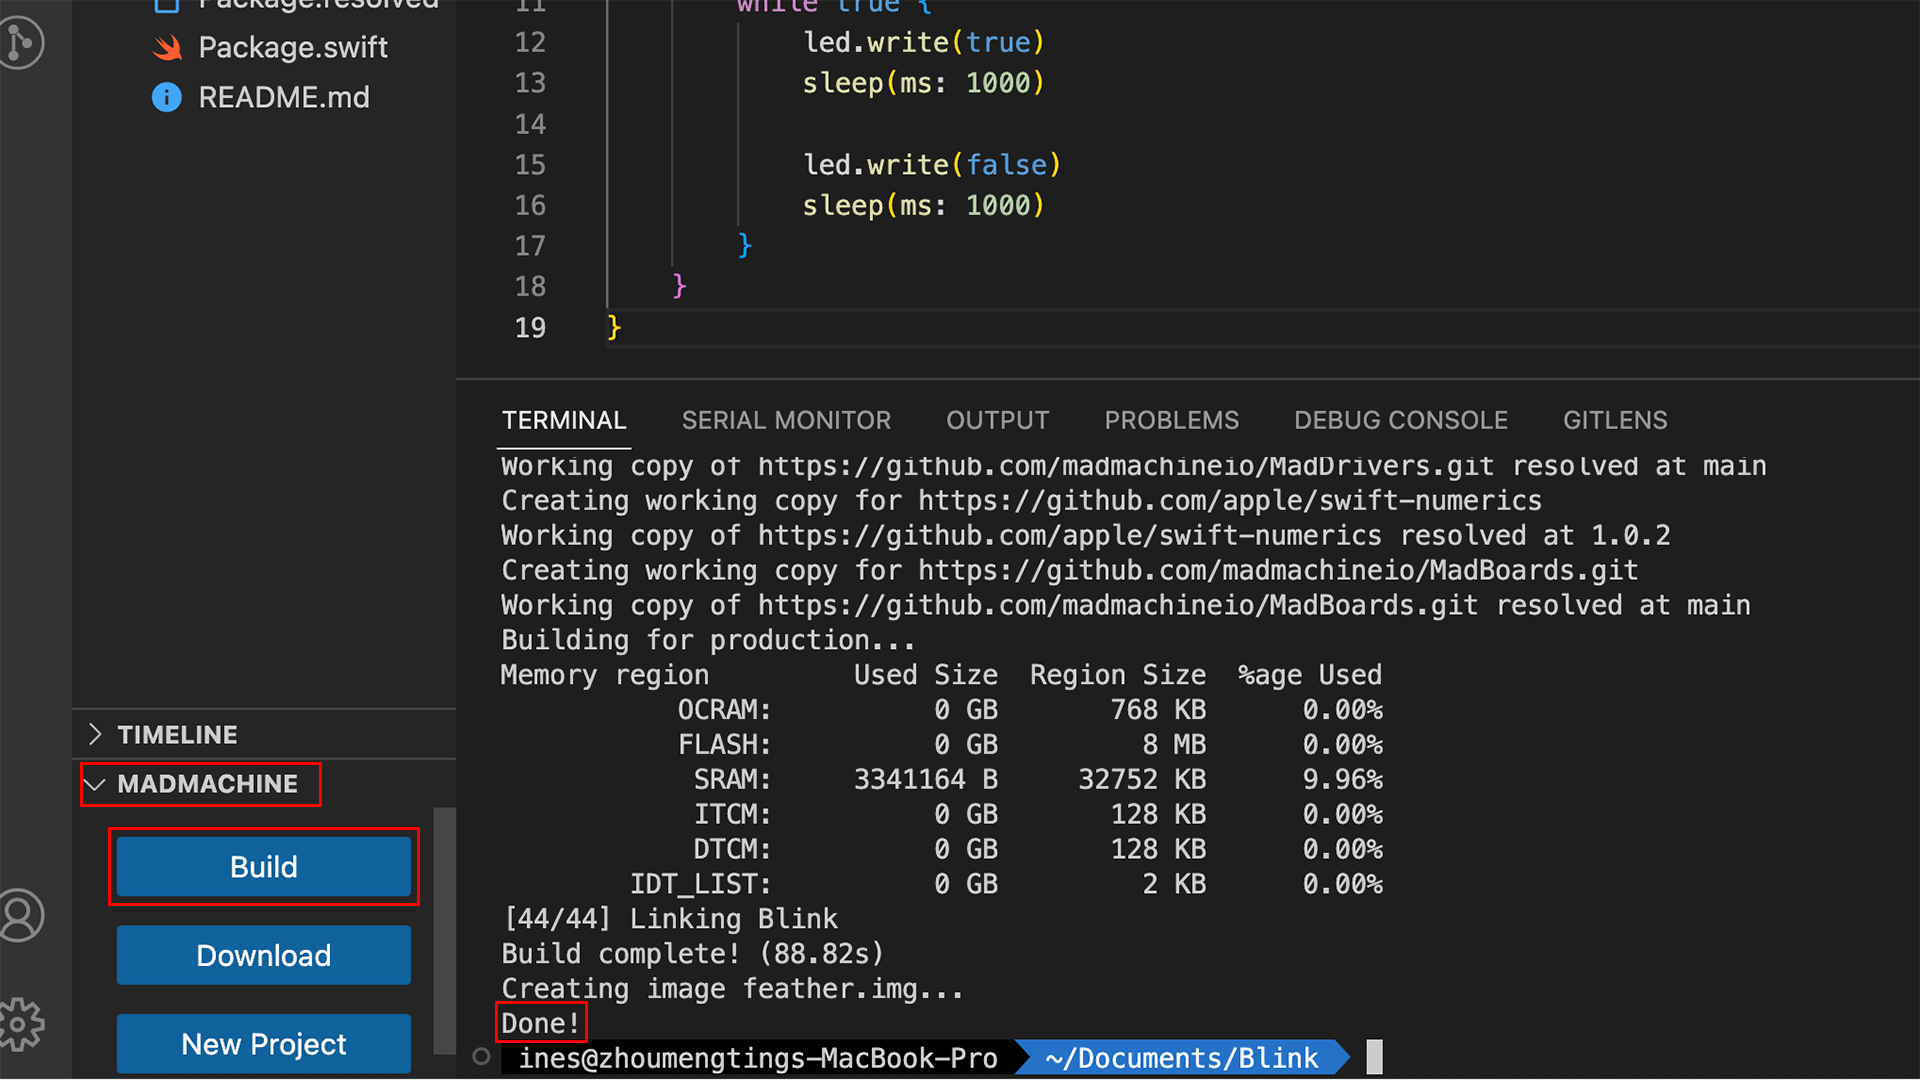 Package.resolved
Package.swift
README.md
TIMELINE
MADMACHINE
Build
Download
New Project
11 while true {
12 led.write(true)
13 sleep(ms: 1000)
14
15 led.write(false)
16 sleep(ms: 1000)
17 }
18 }
19 }
TERMINAL SERIAL MONITOR OUTPUT PROBLEMS DEBUG CONSOLE GITLENS
Working copy of https://github.com/madmachineio/MadDrivers.git resolved at main
Creating working copy for https://github.com/apple/swift-numerics
Working copy of https://github.com/apple/swift-numerics resolved at 1.0.2
Creating working copy for https://github.com/madmachineio/MadBoards.git
Working copy of https://github.com/madmachineio/MadBoards.git resolved at main
Building for production...
Memory region Used Size Region Size %age Used
OCRAM: 0 GB 768 KB 0.00%
FLASH: 0 GB 8 MB 0.00%
SRAM: 3341164 B 32752 KB 9.96%
ITCM: 0 GB 128 KB 0.00%
DTCM: 0 GB 128 KB 0.00%
IDT_LIST: 0 GB 2 KB 0.00%
[44/44] Linking Blink
Build complete! (88.82s)
Creating image feather.img...
Done!
ines@zhoumengtings-MacBook-Pro ~/Documents/Blink